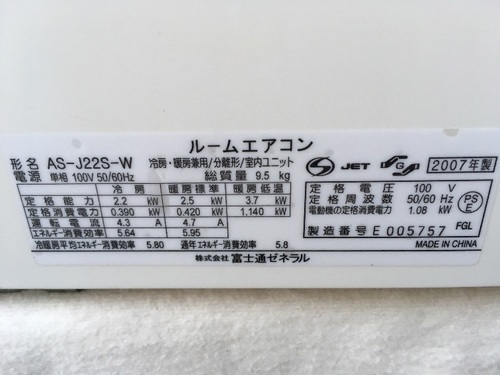 ルームエアコン
形名 AS-J22S-W 冷房・暖房兼用/分離形/室内ユニット
電源 単相 100V 50/60Hz 総質量 9.5 kg
冷房 暖房標準 暖房低温
定格能力 2.2 kW 2.5 kW 3.7 kW
定格消費電力 0.390 kW 0.420 kW 1.140 kW
運転電流 4.3 A 4.7 A
エネルギー消費効率 5.64 5.95
冷暖房平均エネルギー消費効率 5.80 通年エネルギー消費効率 5.8
JET SGS 2007年製
定格電圧 100 V
定格周波数 50/60 Hz
電動機の定格消費電力 1.08 kW
PSE
製造番号 E005757 FGL
MADE IN CHINA
株式会社 富士通ゼネラル